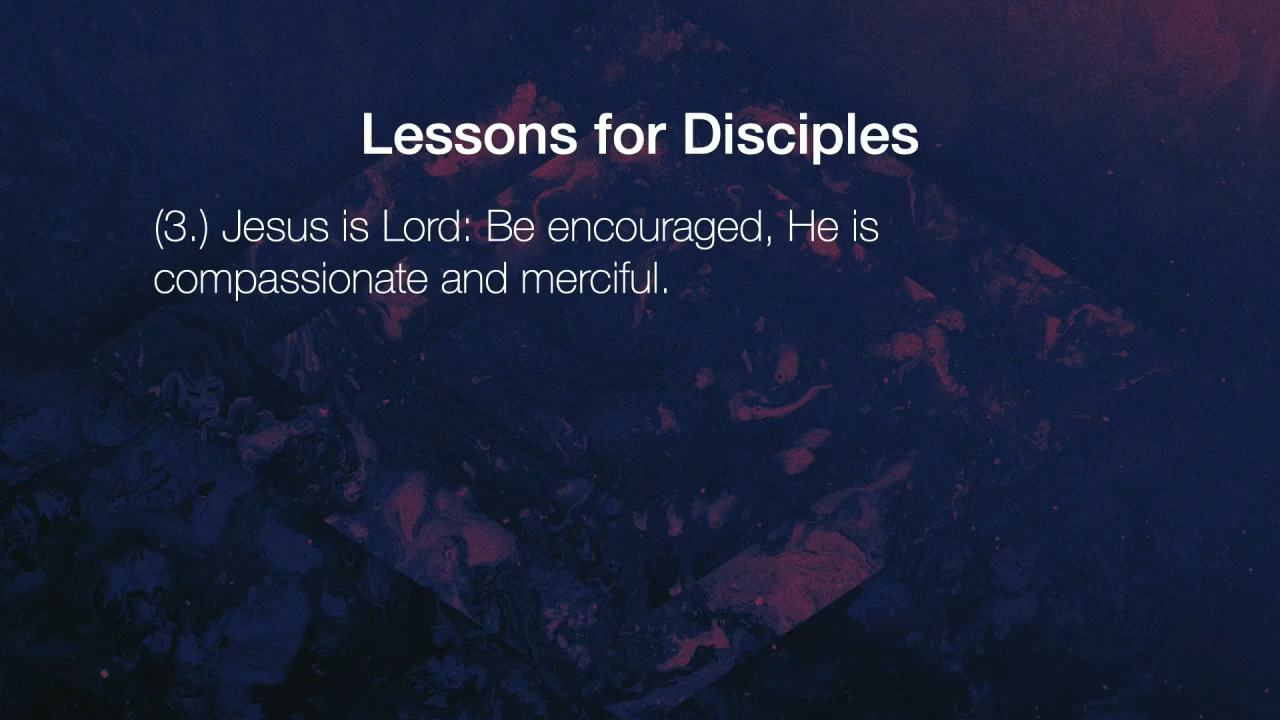 Lessons for Disciples
(3.) Jesus is Lord: Be encouraged, He is
compassionate and merciful.